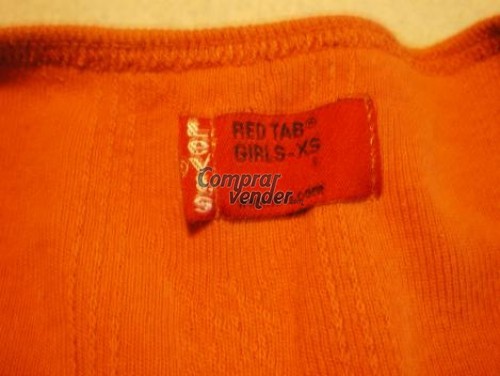 LEVI'S
RED TAB®
GIRLS-XS
Comprar
vender